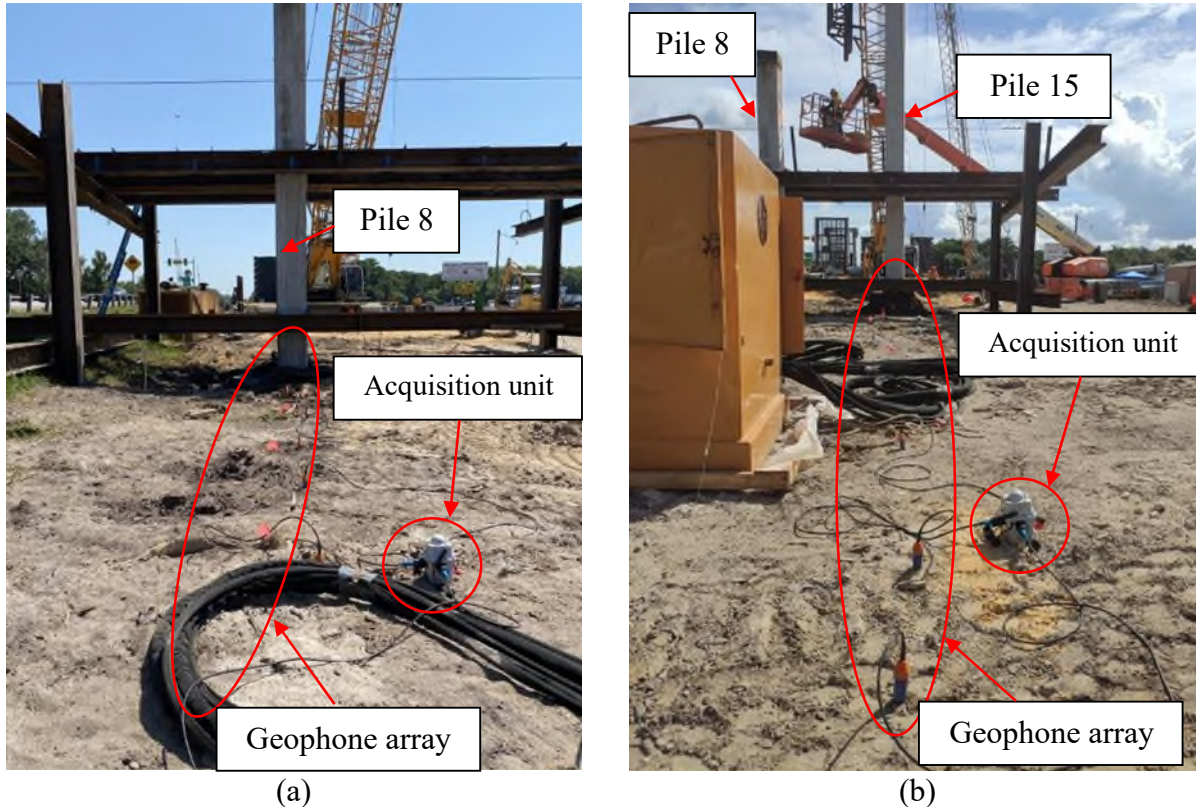 Pile 8
Acquisition unit
Geophone array
(a)
Pile 8
Pile 15
Acquisition unit
Geophone array
(b)